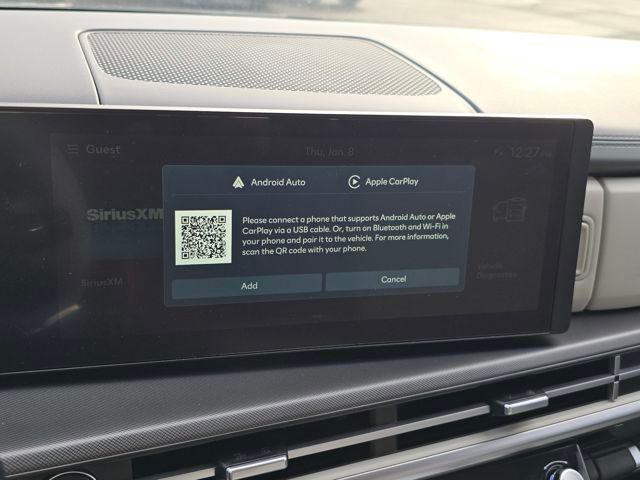 Guest
Thu, Jan. 8
12:27 PM
Android Auto
Apple CarPlay
SiriusXM
Please connect a phone that supports Android Auto or Apple
CarPlay via a USB cable. Or, turn on Bluetooth and Wi-Fi in
your phone and pair it to the vehicle. For more information,
scan the QR code with your phone.
SiriusXM
Vehicle
Diagnostics
Add
Cancel